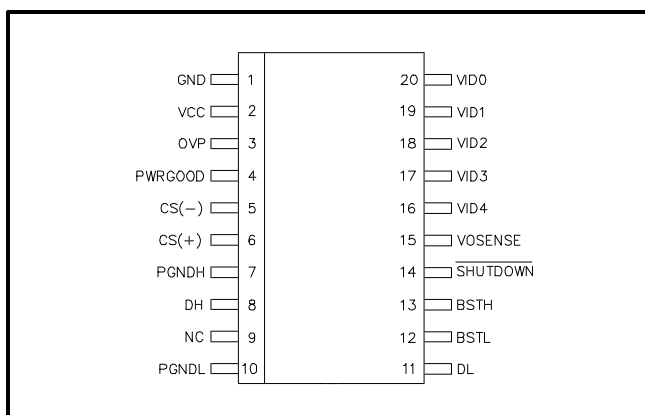 GND 1 20 VID0
VCC 2 19 VID1
OVP 3 18 VID2
PWRGOOD 4 17 VID3
CS(-) 5 16 VID4
CS(+) 6 15 VOSENSE
PGNDH 7 14 SHUTDOWN
DH 8 13 BSTH
NC 9 12 BSTL
PGNDL 10 11 DL